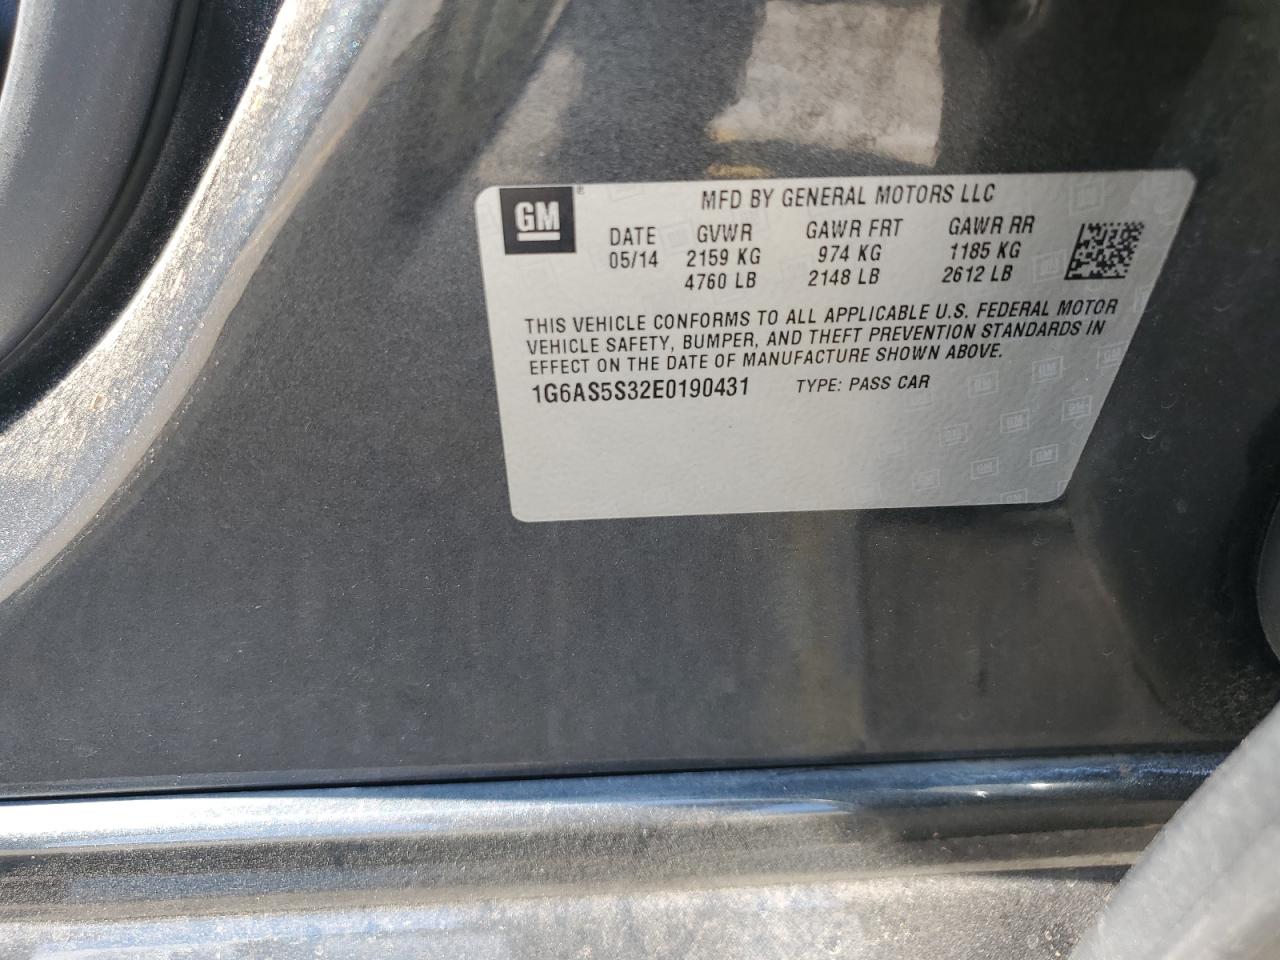 GM ®
MFD BY GENERAL MOTORS LLC
DATE GVWR GAWR FRT GAWR RR
05/14 2159 KG 974 KG 1185 KG
4760 LB 2148 LB 2612 LB
THIS VEHICLE CONFORMS TO ALL APPLICABLE U.S. FEDERAL MOTOR
VEHICLE SAFETY, BUMPER, AND THEFT PREVENTION STANDARDS IN
EFFECT ON THE DATE OF MANUFACTURE SHOWN ABOVE.
1G6AS5S32E0190431 TYPE: PASS CAR